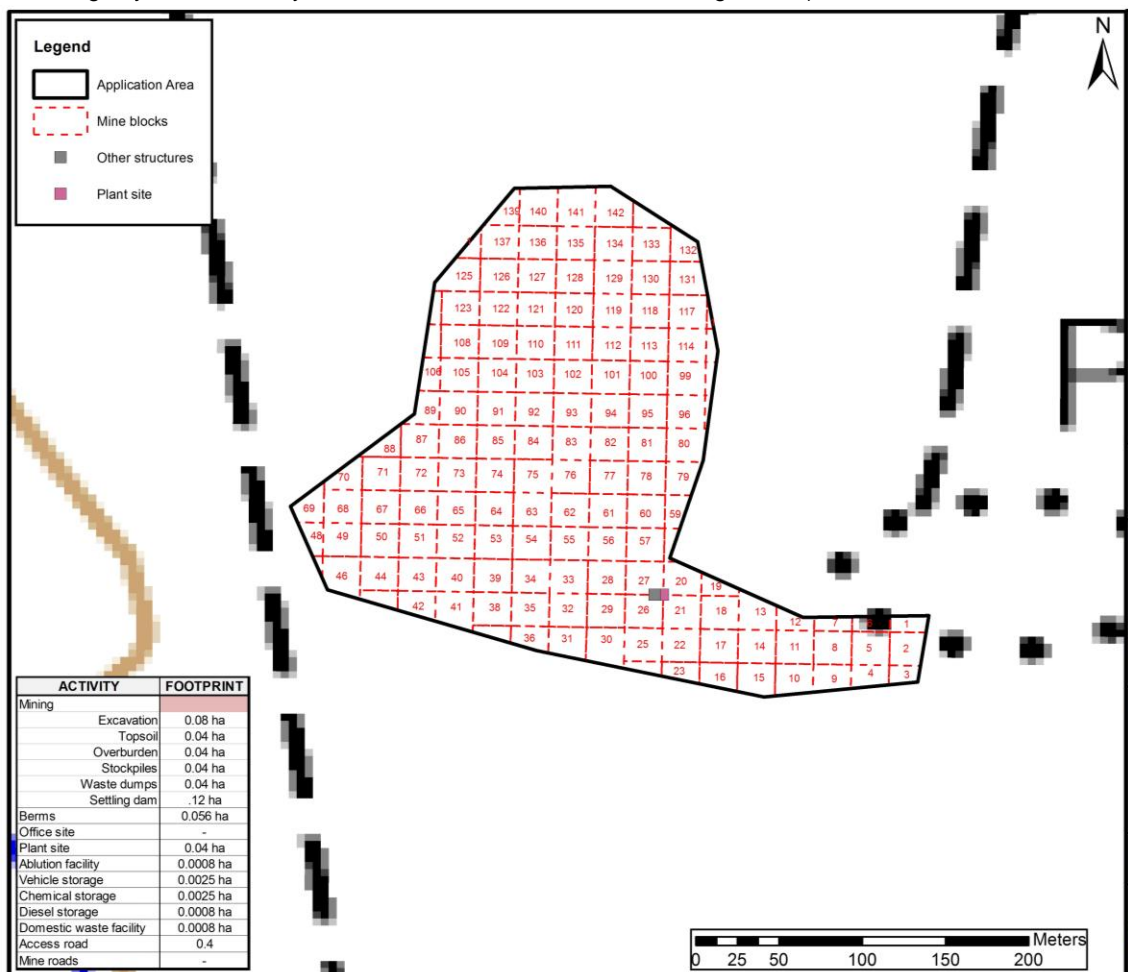 Legend
Application Area
Mine blocks
Other structures
Plant site
N
139 140 141 142
137 136 135 134 133 132
125 126 127 128 129 130 131
123 122 121 120 119 118 117
108 109 110 111 112 113 114
106 105 104 103 102 101 100 99
89 90 91 92 93 94 95 96
88 87 86 85 84 83 82 81 80
70 71 72 73 74 75 76 77 78 79
69 68 67 66 65 64 63 62 61 60 59
48 49 50 51 52 53 54 55 56 57
46 44 43 40 39 34 33 28 27 20 19
42 41 38 35 32 29 26 21 18 13 12 7 1
36 31 30 25 22 17 14 11 8 5 2
23 16 15 10 9 4 3
ACTIVITY FOOTPRINT
Mining
Excavation 0.08 ha
Topsoil 0.04 ha
Overburden 0.04 ha
Stockpiles 0.04 ha
Waste dumps 0.04 ha
Settling dam .12 ha
Berms 0.056 ha
Office site -
Plant site 0.04 ha
Ablution facility 0.0008 ha
Vehicle storage 0.0025 ha
Chemical storage 0.0025 ha
Diesel storage 0.0008 ha
Domestic waste facility 0.0008 ha
Access road 0.4
Mine roads -
Meters
0 25 50 100 150 200